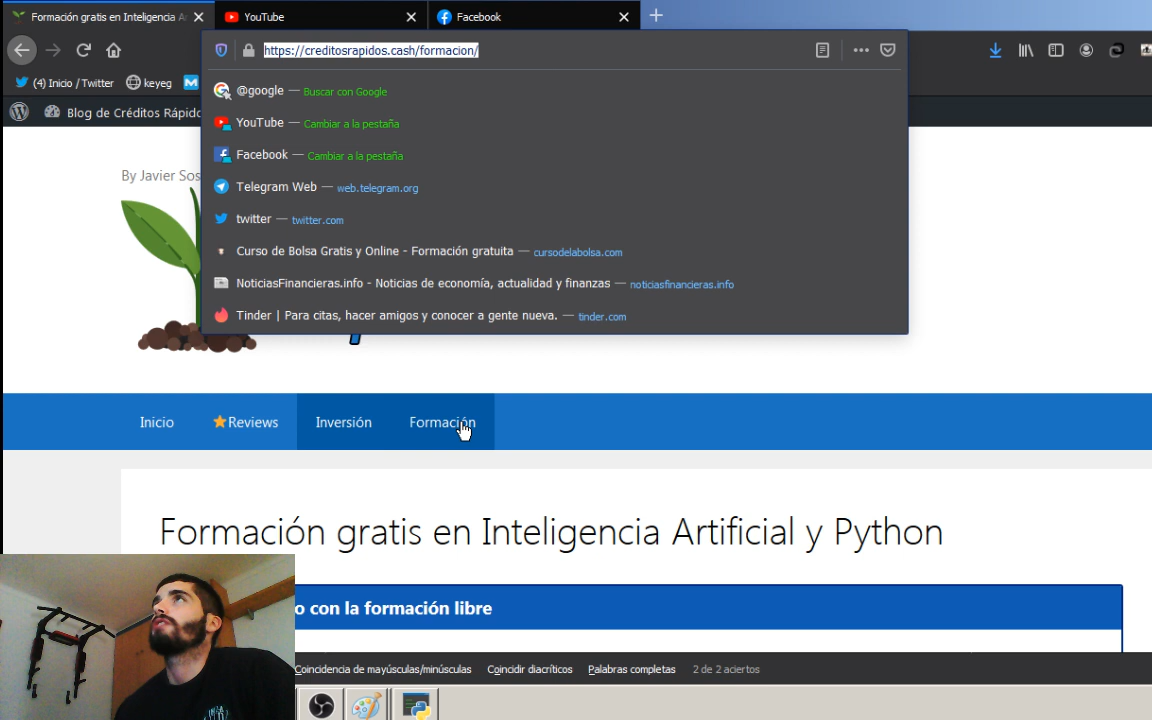 Formación gratis en Inteligencia A
YouTube
Facebook
https://creditosrapidos.cash/formacion/
(4) Inicio / Twitter
keyeg
@google — Buscar con Google
Blog de Créditos Rápido
YouTube — Cambiar a la pestaña
Facebook — Cambiar a la pestaña
By Javier Sos
Telegram Web — web.telegram.org
twitter — twitter.com
Curso de Bolsa Gratis y Online - Formación gratuita — cursodelabolsa.com
NoticiasFinancieras.info - Noticias de economía, actualidad y finanzas — noticiasfinancieras.info
Tinder | Para citas, hacer amigos y conocer a gente nueva. — tinder.com
Inicio
Reviews
Inversión
Formación
Formación gratis en Inteligencia Artificial y Python
o con la formación libre
Coincidencia de mayúsculas/minúsculas
Coincidir diacríticos
Palabras completas
2 de 2 aciertos